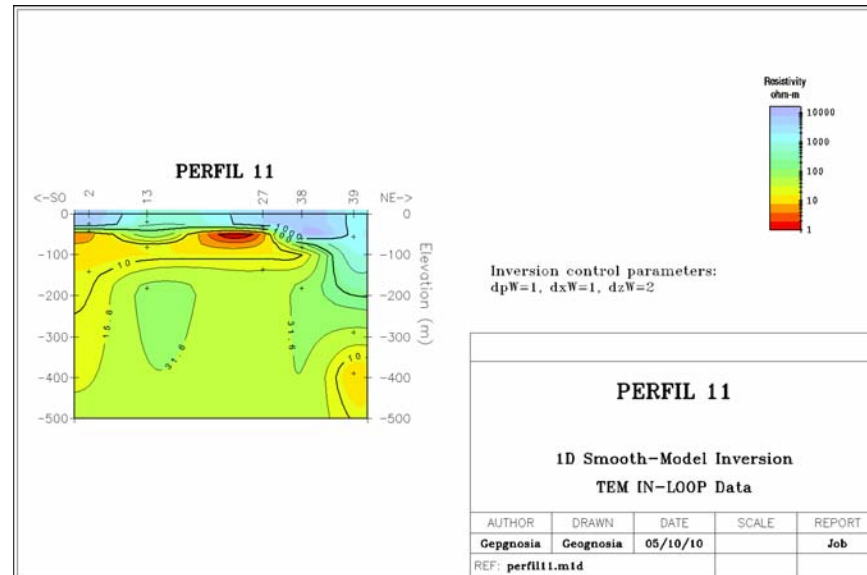 Resistivity
ohm-m
10000
1000
100
10
1
PERFIL 11
<-SO 2 13 27 38 39 NE->
0 0
-100 -100
-200 -200
-300 -300
-400 -400
-500 -500
Elevation (m)
1000
100
10
15.8
31.6
31.6
10
Inversion control parameters:
dpW=1, dxW=1, dzW=2
PERFIL 11
1D Smooth-Model Inversion
TEM IN-LOOP Data
AUTHOR DRAWN DATE SCALE REPORT
Gepgnosia Geognosia 05/10/10 Job
REF: perfil11.m1d